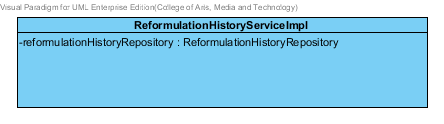 Visual Paradigm for UML Enterprise Edition(College of Arts, Media and Technology)
ReformulationHistoryServiceImpl
-reformulationHistoryRepository : ReformulationHistoryRepository